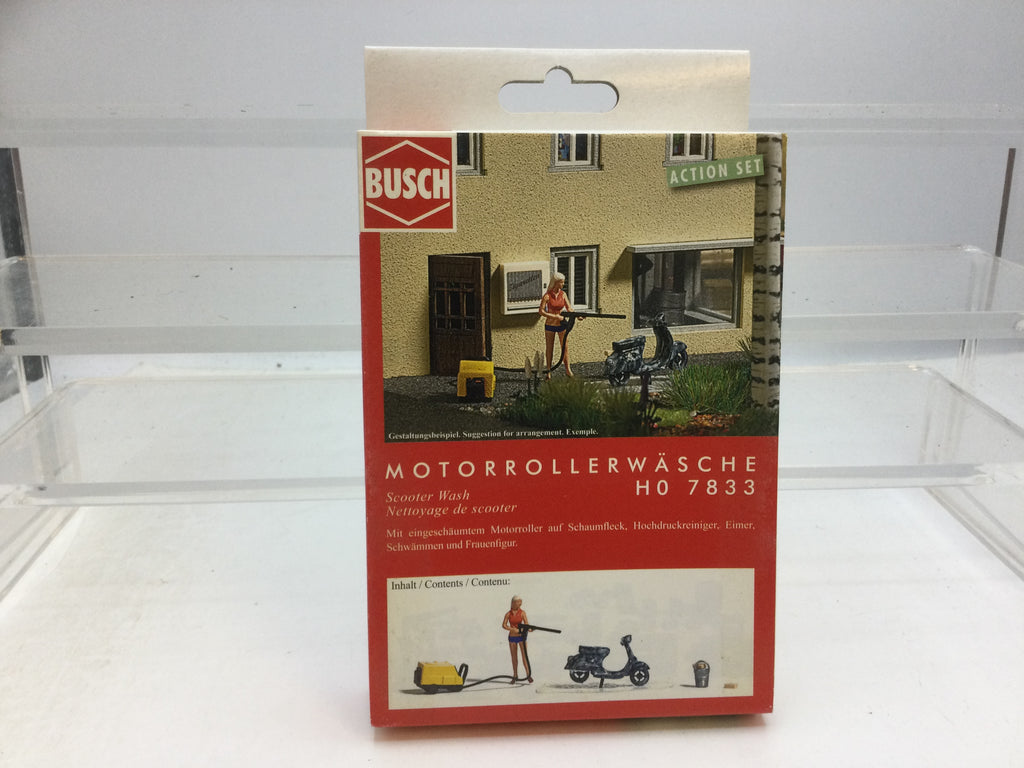 BUSCH
ACTION SET
Gestaltungsbeispiel. Suggestion for arrangement. Exemple.
MOTORROLLERWÄSCHE
H0 7833
Scooter Wash
Nettoyage de scooter
Mit eingeschäumtem Motorroller auf Schaumfleck, Hochdruckreiniger, Eimer,
Schwämmen und Frauenfigur.
Inhalt / Contents / Contenu: